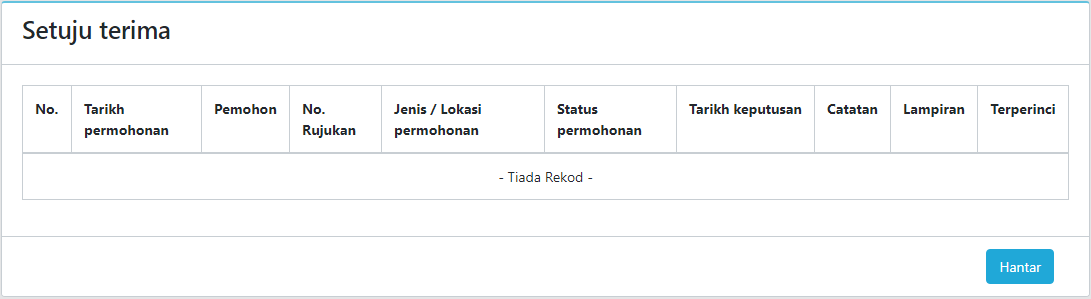 Setuju terima
No. Tarikh permohonan Pemohon No. Rujukan Jenis / Lokasi permohonan Status permohonan Tarikh keputusan Catatan Lampiran Terperinci
- Tiada Rekod -
Hantar